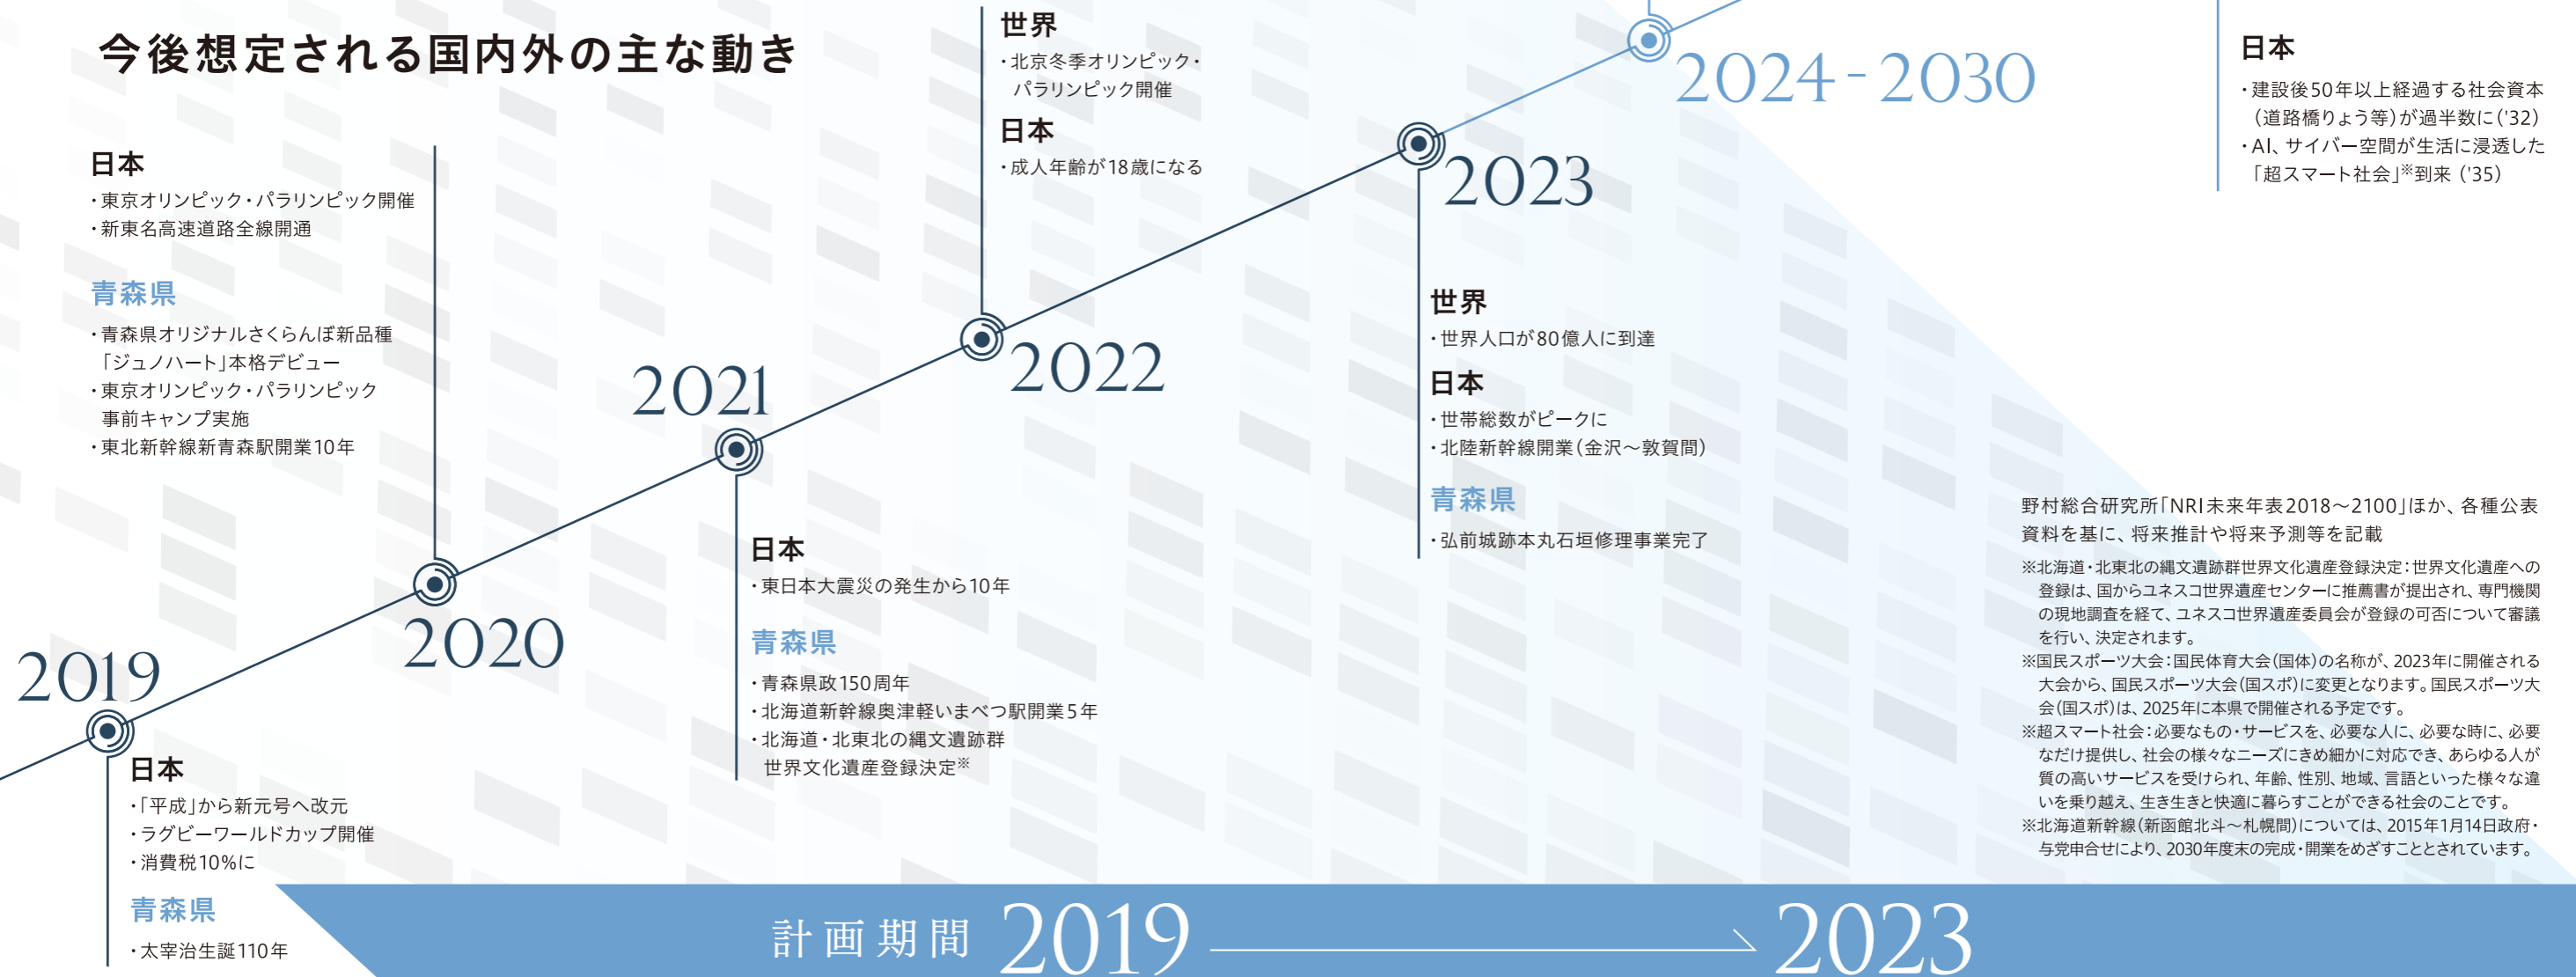 今後想定される国内外の主な動き
2019
日本
・「平成」から新元号へ改元
・ラグビーワールドカップ開催
・消費税10%に
青森県
・太宰治生誕110年
日本
・東京オリンピック・パラリンピック開催
・新東名高速道路全線開通
青森県
・青森県オリジナルさくらんぼ新品種
「ジュノハート」本格デビュー
・東京オリンピック・パラリンピック
事前キャンプ実施
・東北新幹線新青森駅開業10年
2020
2021
日本
・東日本大震災の発生から10年
青森県
・青森県政150周年
・北海道新幹線奥津軽いまべつ駅開業5年
・北海道・北東北の縄文遺跡群
世界文化遺産登録決定※
世界
・北京冬季オリンピック・
パラリンピック開催
日本
・成人年齢が18歳になる
2022
2023
世界
・世界人口が80億人に到達
日本
・世帯総数がピークに
・北陸新幹線開業(金沢～敦賀間)
青森県
・弘前城跡本丸石垣修理事業完了
2024-2030
日本
・建設後50年以上経過する社会資本
(道路橋りょう等)が過半数に('32)
・AI、サイバー空間が生活に浸透した
「超スマート社会」※到来('35)
野村総合研究所「NRI未来年表2018～2100」ほか、各種公表
資料を基に、将来推計や将来予測等を記載
※北海道・北東北の縄文遺跡群世界文化遺産登録決定：世界文化遺産への
登録は、国からユネスコ世界遺産センターに推薦書が提出され、専門機関
の現地調査を経て、ユネスコ世界遺産委員会が登録の可否について審議
を行い、決定されます。
※国民スポーツ大会：国民体育大会(国体)の名称が、2023年に開催される
大会から、国民スポーツ大会(国スポ)に変更となります。国民スポーツ大
会(国スポ)は、2025年に本県で開催される予定です。
※超スマート社会：必要なもの・サービスを、必要な人に、必要な時に、必要
なだけ提供し、社会の様々なニーズにきめ細かに対応でき、あらゆる人が
質の高いサービスを受けられ、年齢、性別、地域、言語といった様々な違
いを乗り越え、生き生きと快適に暮らすことができる社会のことです。
※北海道新幹線(新函館北斗～札幌間)については、2015年1月14日政府・
与党申合せにより、2030年度末の完成・開業をめざすこととされています。
計画期間 2019 2023